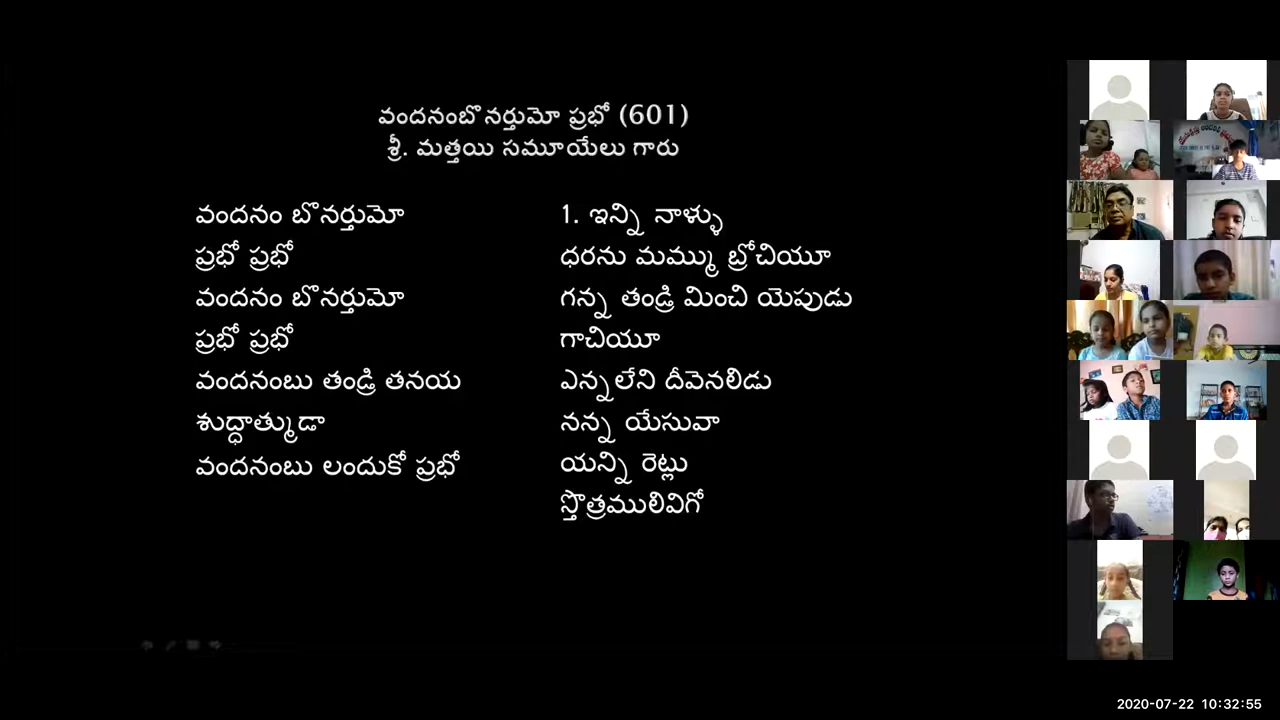 వందనంబొనర్తుమో ప్రభో (601)
శ్రీ. మత్తయి సమూయేలు గారు
వందనం బొనర్తుమో
ప్రభో ప్రభో
వందనం బొనర్తుమో
ప్రభో ప్రభో
వందనంబు తండ్రి తనయ
శుద్ధాత్ముడా
వందనంబు లందుకో ప్రభో
1. ఇన్ని నాళ్ళు
ధరను మమ్ము బ్రోచియూ
గన్న తండ్రి మించి యెపుడు
గాచియూ
ఎన్నలేని దీవెనలిడు
నన్న యేసువా
యన్ని రెట్లు
స్తొత్రములివిగో
2020-07-22 10:32:55